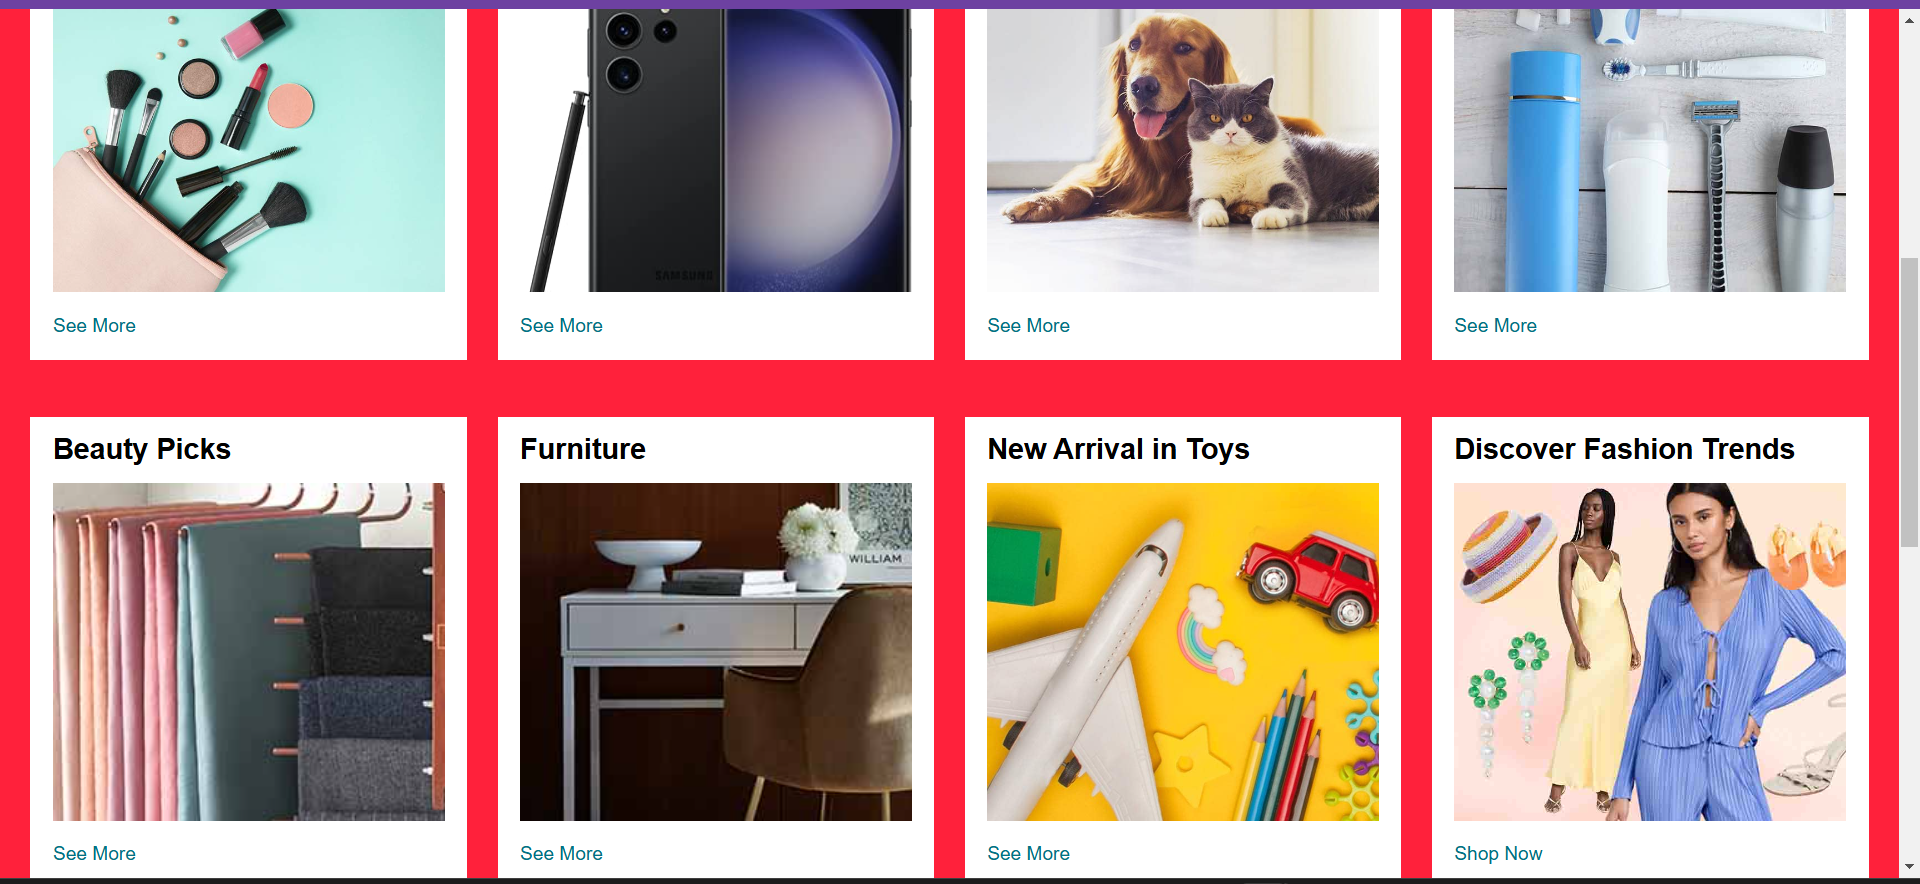 SAMSUNG
See More
See More
See More
See More
Beauty Picks
Furniture
New Arrival in Toys
Discover Fashion Trends
WILLIAM
See More
See More
See More
Shop Now